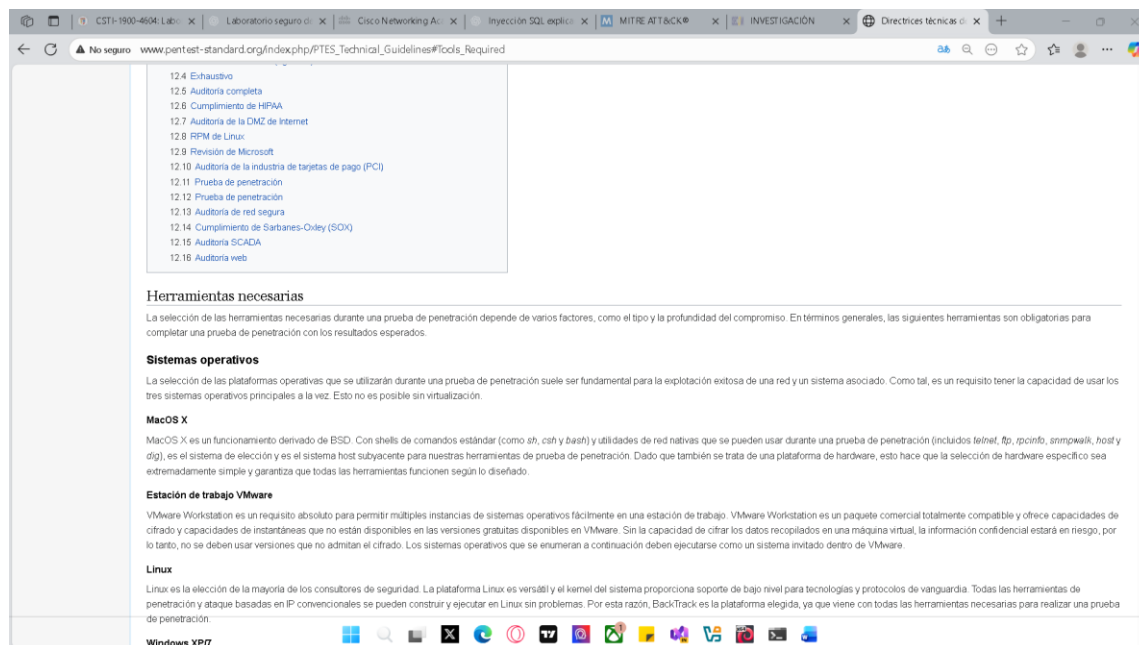 CSTI-1900-4604: Labo
Laboratorio seguro de
Cisco Networking Ac
Inyección SQL explic
MITRE ATT&CK®
INVESTIGACIÓN
Directrices técnicas d
No seguro www.pentest-standard.org/index.php/PTES_Technical_Guidelines#Tools_Required
12.4 Exhaustivo
12.5 Auditoría completa
12.6 Cumplimiento de HIPAA
12.7 Auditoría de la DMZ de Internet
12.8 RPM de Linux
12.9 Revisión de Microsoft
12.10 Auditoría de la industria de tarjetas de pago (PCI)
12.11 Prueba de penetración
12.12 Prueba de penetración
12.13 Auditoría de red segura
12.14 Cumplimiento de Sarbanes-Oxley (SOX)
12.15 Auditoría SCADA
12.16 Auditoría web
Herramientas necesarias
La selección de las herramientas necesarias durante una prueba de penetración depende de varios factores, como el tipo y la profundidad del compromiso. En términos generales, las siguientes herramientas son obligatorias para
completar una prueba de penetración con los resultados esperados.
Sistemas operativos
La selección de las plataformas operativas que se utilizarán durante una prueba de penetración suele ser fundamental para la explotación exitosa de una red y un sistema asociado. Como tal, es un requisito tener la capacidad de usar los
tres sistemas operativos principales a la vez. Esto no es posible sin virtualización.
MacOS X
MacOS X es un funcionamiento derivado de BSD. Con shells de comandos estándar (como sh, csh y bash) y utilidades de red nativas que se pueden usar durante una prueba de penetración (incluidos telnet, ftp, rpcinfo, snmpwalk, host y
dig), es el sistema de elección y es el sistema host subyacente para nuestras herramientas de prueba de penetración. Dado que también se trata de una plataforma de hardware, esto hace que la selección de hardware específico sea
extremadamente simple y garantiza que todas las herramientas funcionen según lo diseñado.
Estación de trabajo VMware
VMware Workstation es un requisito absoluto para permitir múltiples instancias de sistemas operativos fácilmente en una estación de trabajo. VMware Workstation es un paquete comercial totalmente compatible y ofrece capacidades de
cifrado y capacidades de instantáneas que no están disponibles en las versiones gratuitas disponibles en VMware. Sin la capacidad de cifrar los datos recopilados en una máquina virtual, la información confidencial estará en riesgo, por
lo tanto, no se deben usar versiones que no admitan el cifrado. Los sistemas operativos que se enumeran a continuación deben ejecutarse como un sistema invitado dentro de VMware.
Linux
Linux es la elección de la mayoría de los consultores de seguridad. La plataforma Linux es versátil y el kernel del sistema proporciona soporte de bajo nivel para tecnologías y protocolos de vanguardia. Todas las herramientas de
penetración y ataque basadas en IP convencionales se pueden construir y ejecutar en Linux sin problemas. Por esta razón, BackTrack es la plataforma elegida, ya que viene con todas las herramientas necesarias para realizar una prueba
de penetración.
Windows XP/7